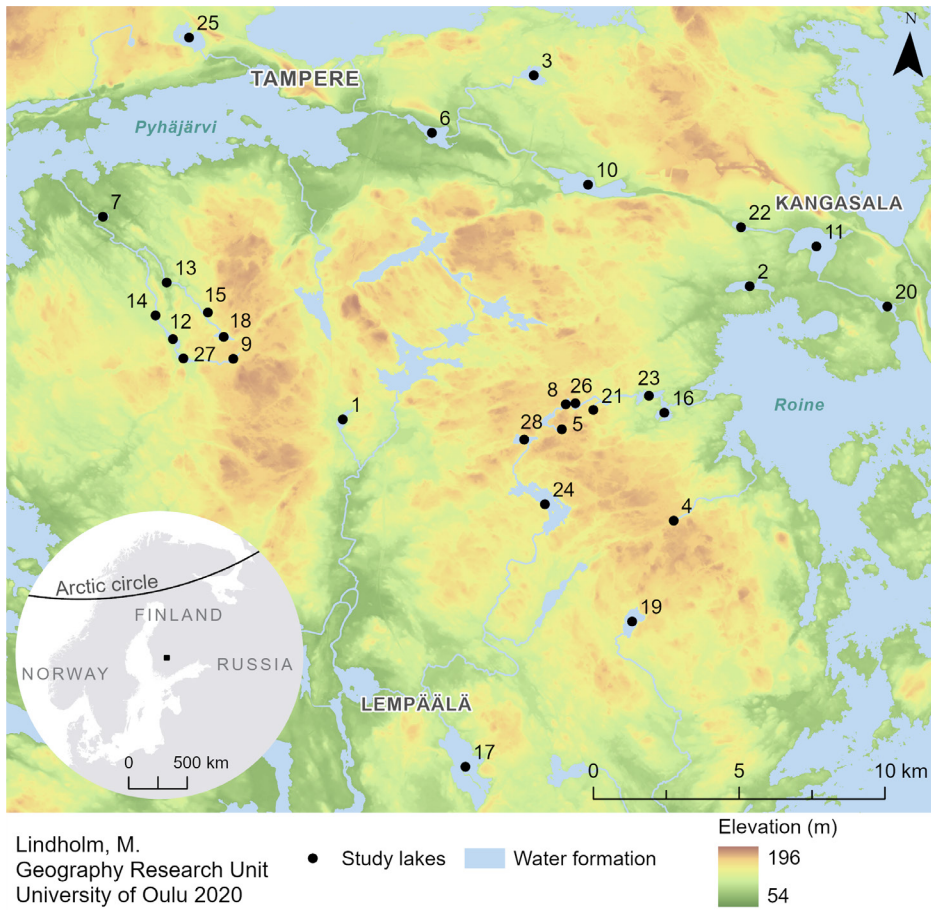 25
N
3
TAMPERE
6
Pyhäjärvi
10
7
22
KANGASALA
11
13
2
14
15
20
12
18
27
9
8
26
23
21
16
Roine
1
28
5
24
4
Arctic circle
FINLAND
19
NORWAY
RUSSIA
LEMPÄÄLÄ
0 500 km
17
0 5 10 km
Lindholm, M.
Geography Research Unit
University of Oulu 2020
Study lakes
Water formation
Elevation (m)
196
54